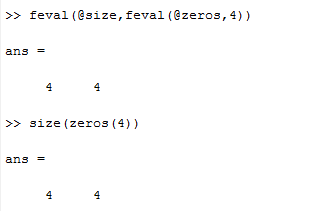 >> feval(@size,feval(@zeros,4))
ans =
4 4
>> size(zeros(4))
ans =
4 4